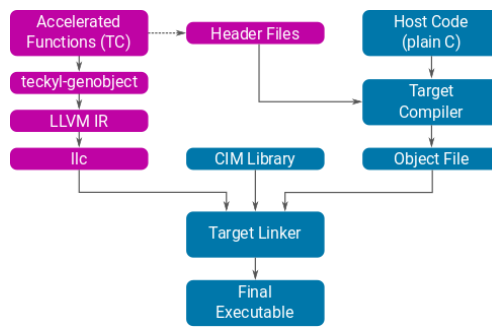 Accelerated
Functions (TC)
Header Files
Host Code
(plain C)
teckyl-genobject
Target
Compiler
LLVM IR
llc
CIM Library
Object File
Target Linker
Final
Executable